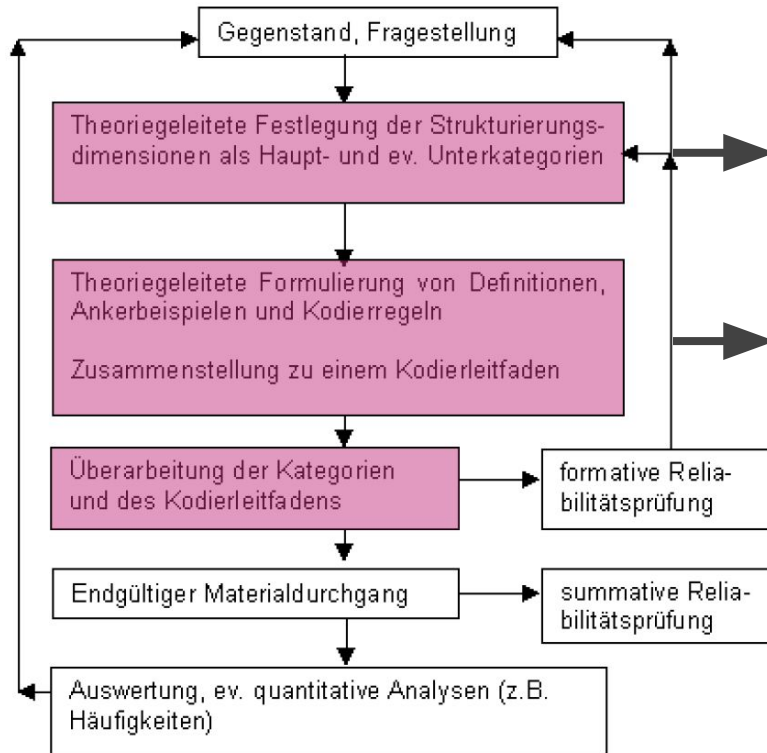 Gegenstand, Fragestellung
Theoriegeleitete Festlegung der Strukturierungs-
dimensionen als Haupt- und ev. Unterkategorien
Theoriegeleitete Formulierung von Definitionen,
Ankerbeispielen und Kodierregeln
Zusammenstellung zu einem Kodierleitfaden
Überarbeitung der Kategorien
und des Kodierleitfadens
formative Relia-
bilitätsprüfung
Endgültiger Materialdurchgang
summative Relia-
bilitätsprüfung
Auswertung, ev. quantitative Analysen (z.B.
Häufigkeiten)